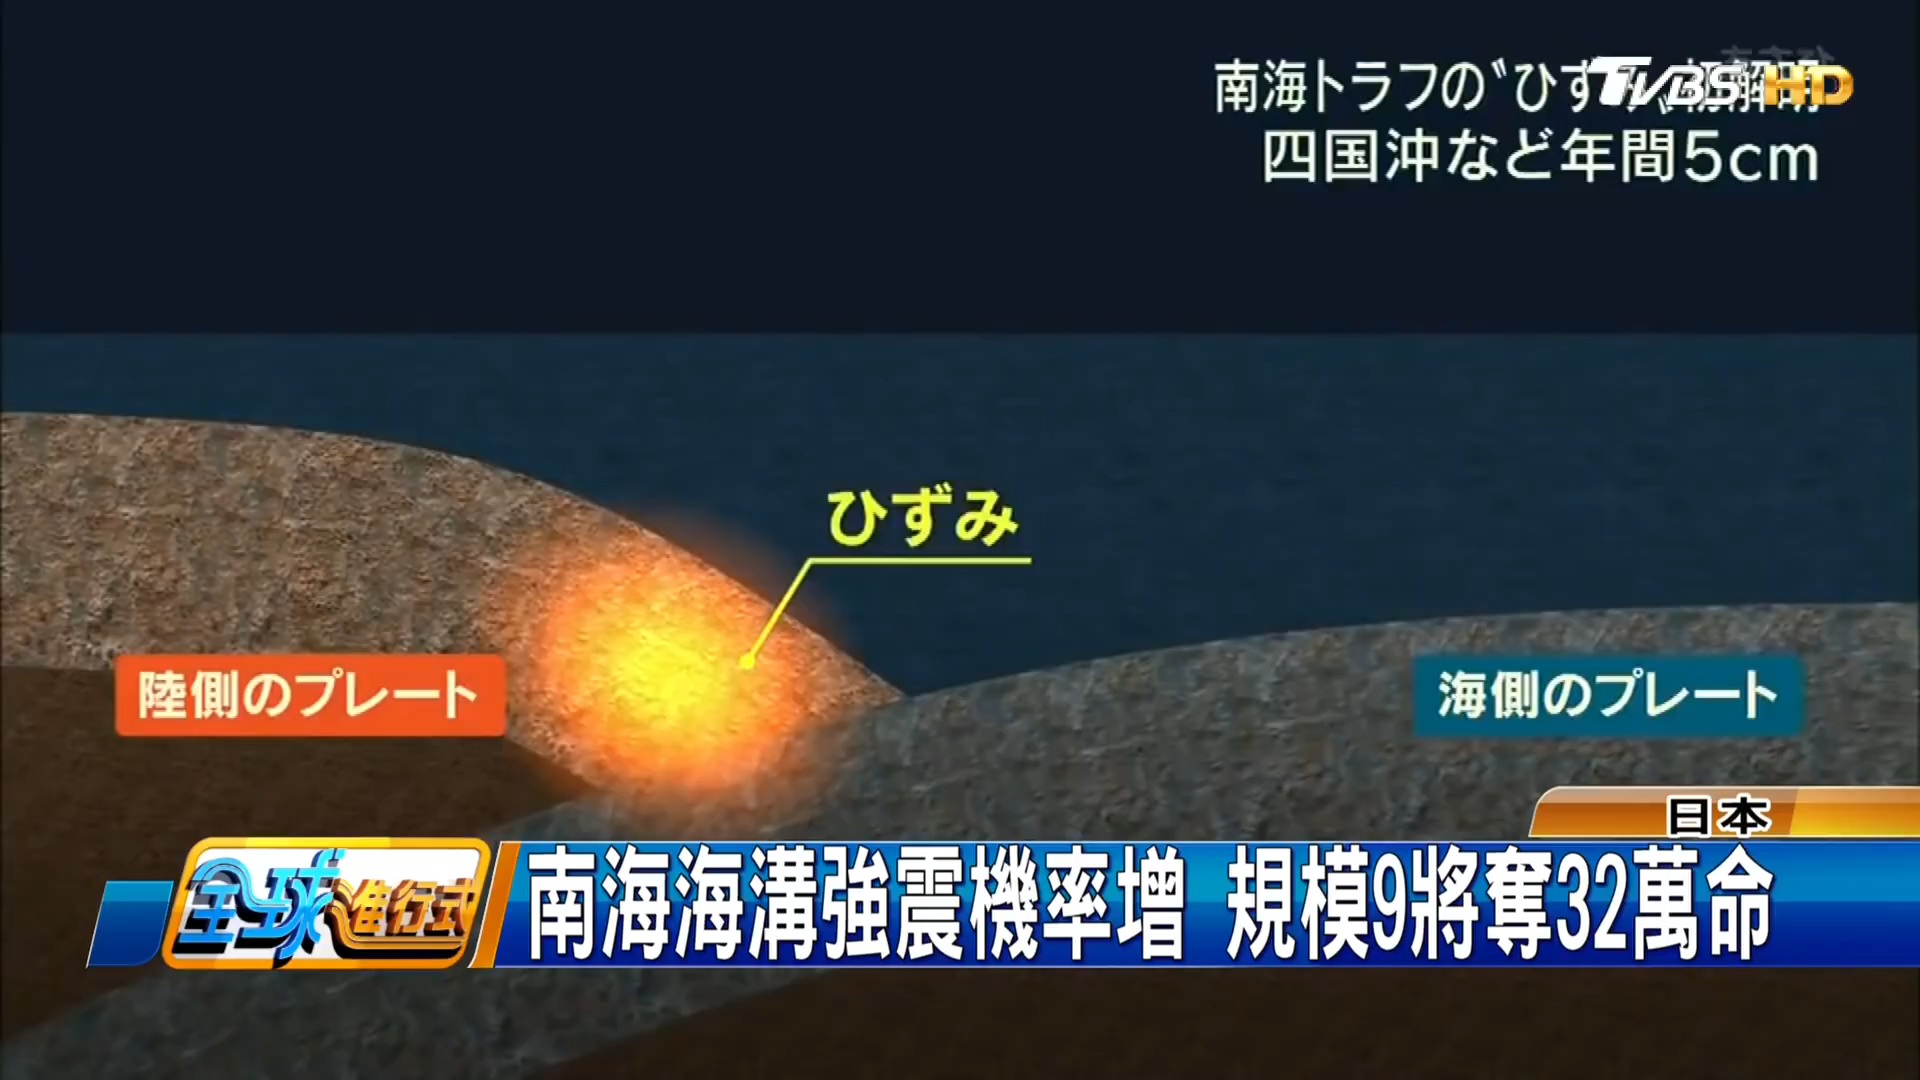 南海トラフの〝ひず
TVBS HD
四国沖など年間5cm
ひずみ
陸側のプレート
海側のプレート
日本
全球進行式
南海海溝強震機率增 規模9將奪32萬命